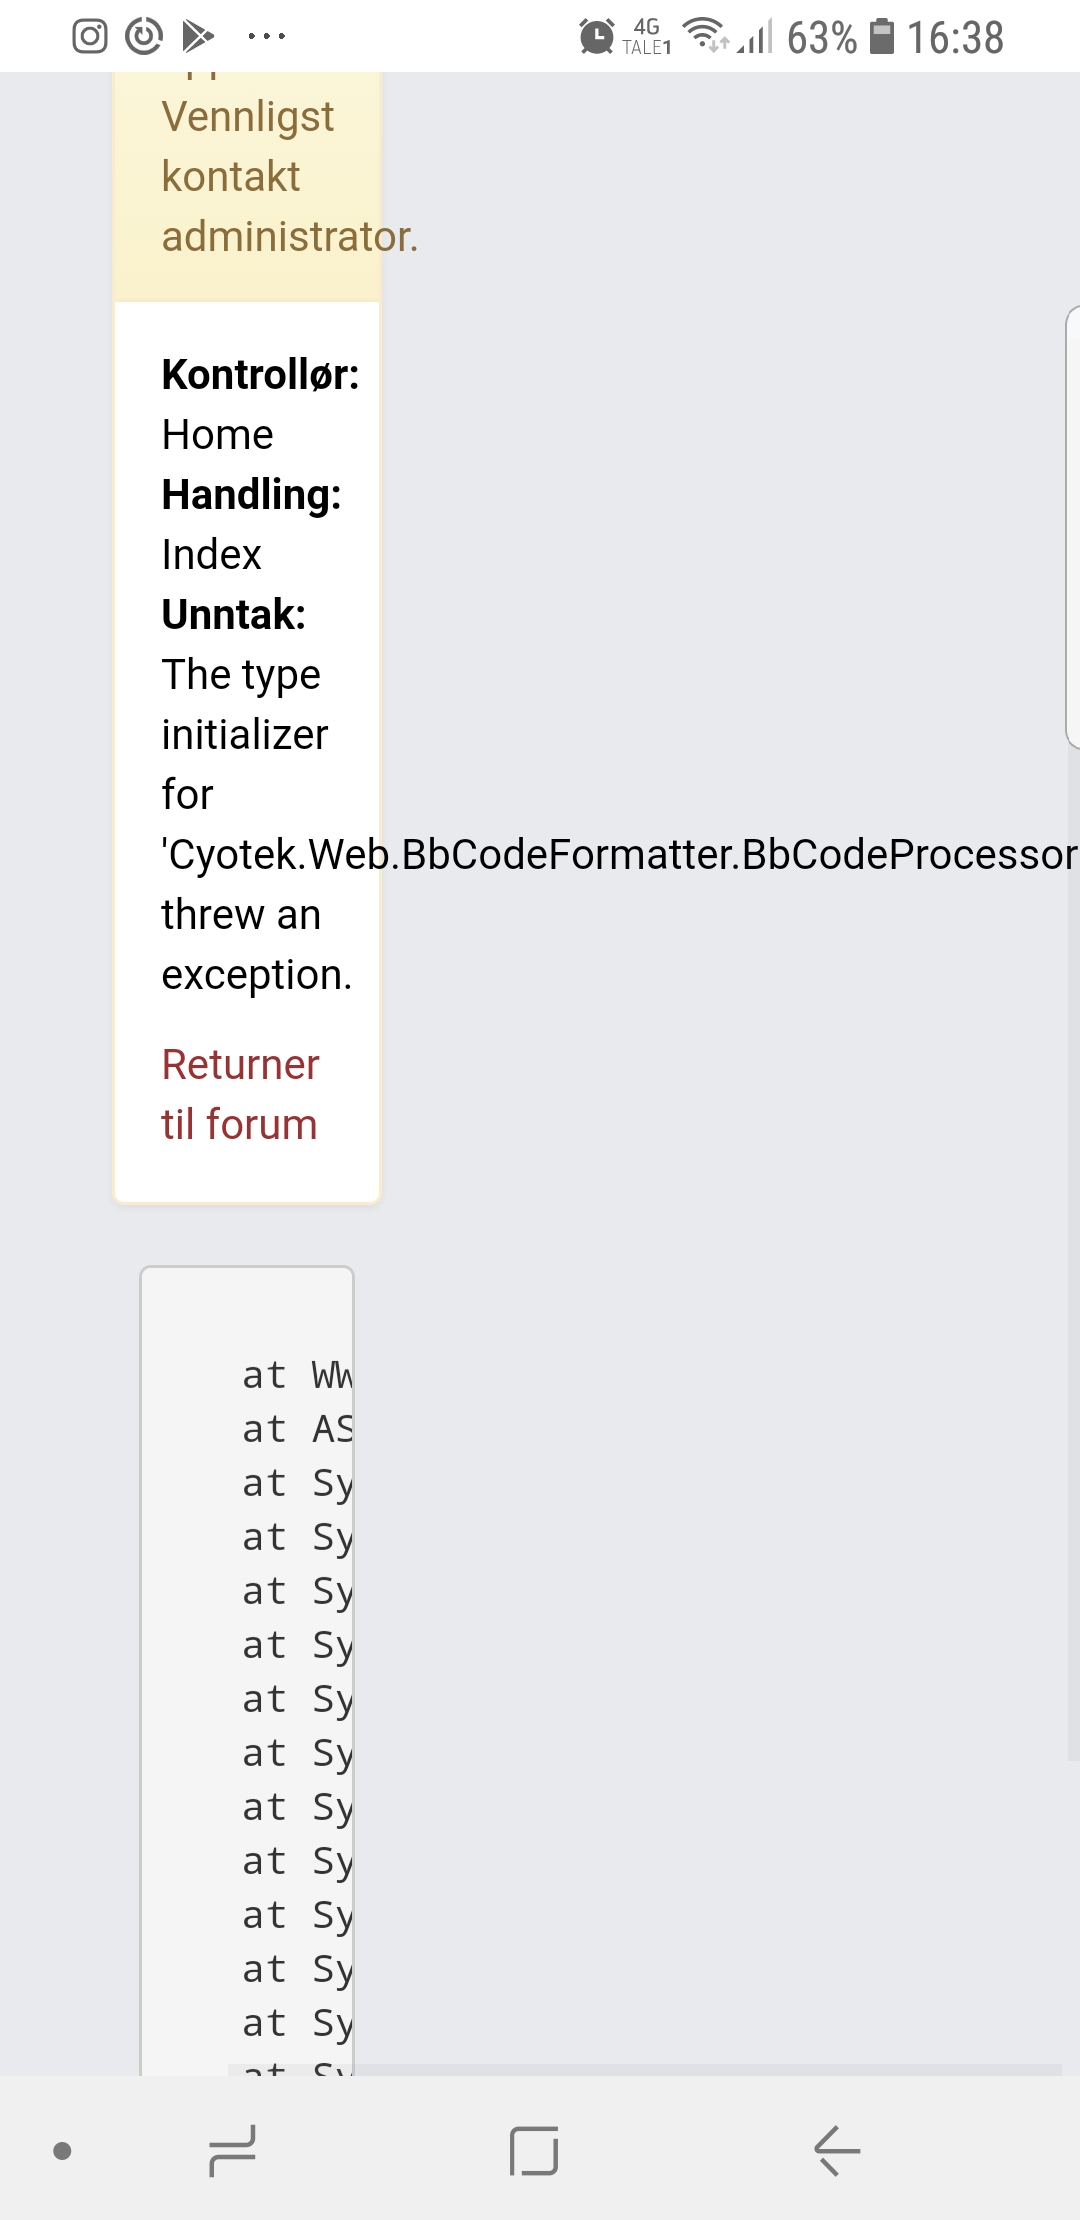 4G
TALE1
63%
16:38
Vennligst
kontakt
administrator.
Kontrollør:
Home
Handling:
Index
Unntak:
The type
initializer
for
'Cyotek.Web.BbCodeFormatter.BbCodeProcessor
threw an
exception.
Returner
til forum
at WW
at AS
at Sy
at Sy
at Sy
at Sy
at Sy
at Sy
at Sy
at Sy
at Sy
at Sy
at Sy
at Sy